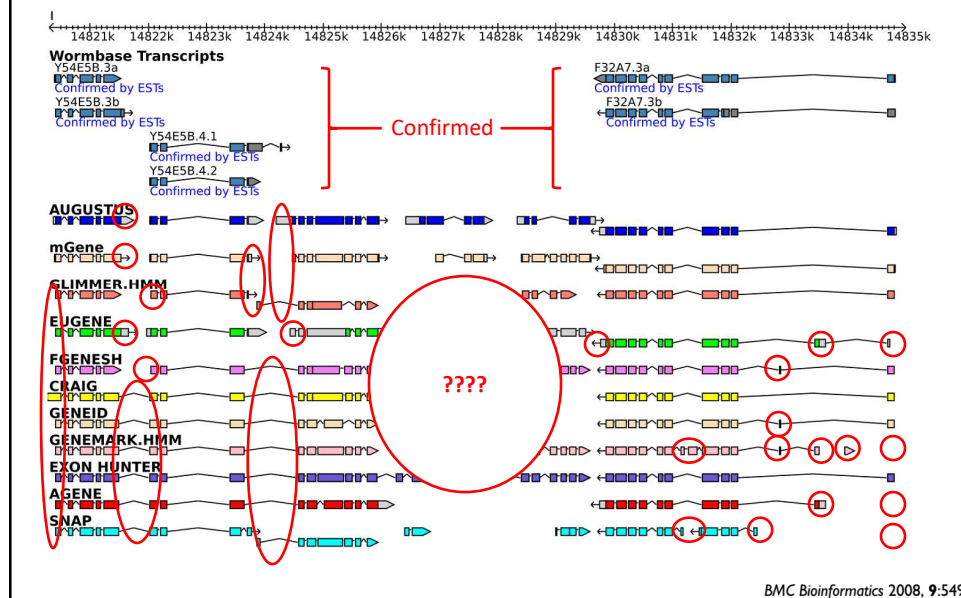 14821k 14822k 14823k 14824k 14825k 14826k 14827k 14828k 14829k 14830k 14831k 14832k 14833k 14834k 14835k
Wormbase Transcripts
Y54E5B.3a
Confirmed by ESTs
F32A7.3a
Confirmed by ESTs
Y54E5B.3b
Confirmed by ESTs
F32A7.3b
Confirmed by ESTs
Confirmed
Y54E5B.4.1
Confirmed by ESTs
Y54E5B.4.2
Confirmed by ESTs
AUGUSTUS
mGene
GLIMMER.HMM
EUGENE
FGENESH
????
CRAIG
GENEID
GENEMARK.HMM
EXON HUNTER
AGENE
SNAP
BMC Bioinformatics 2008, 9:549